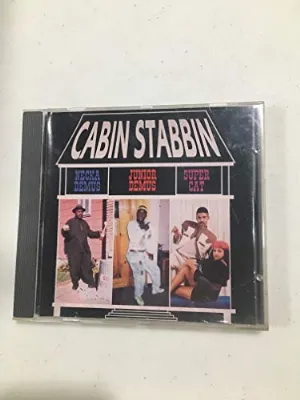 CABIN STABBIN
NECKA
DEMUS
JUNIOR
DEMUS
SUPER
CAT